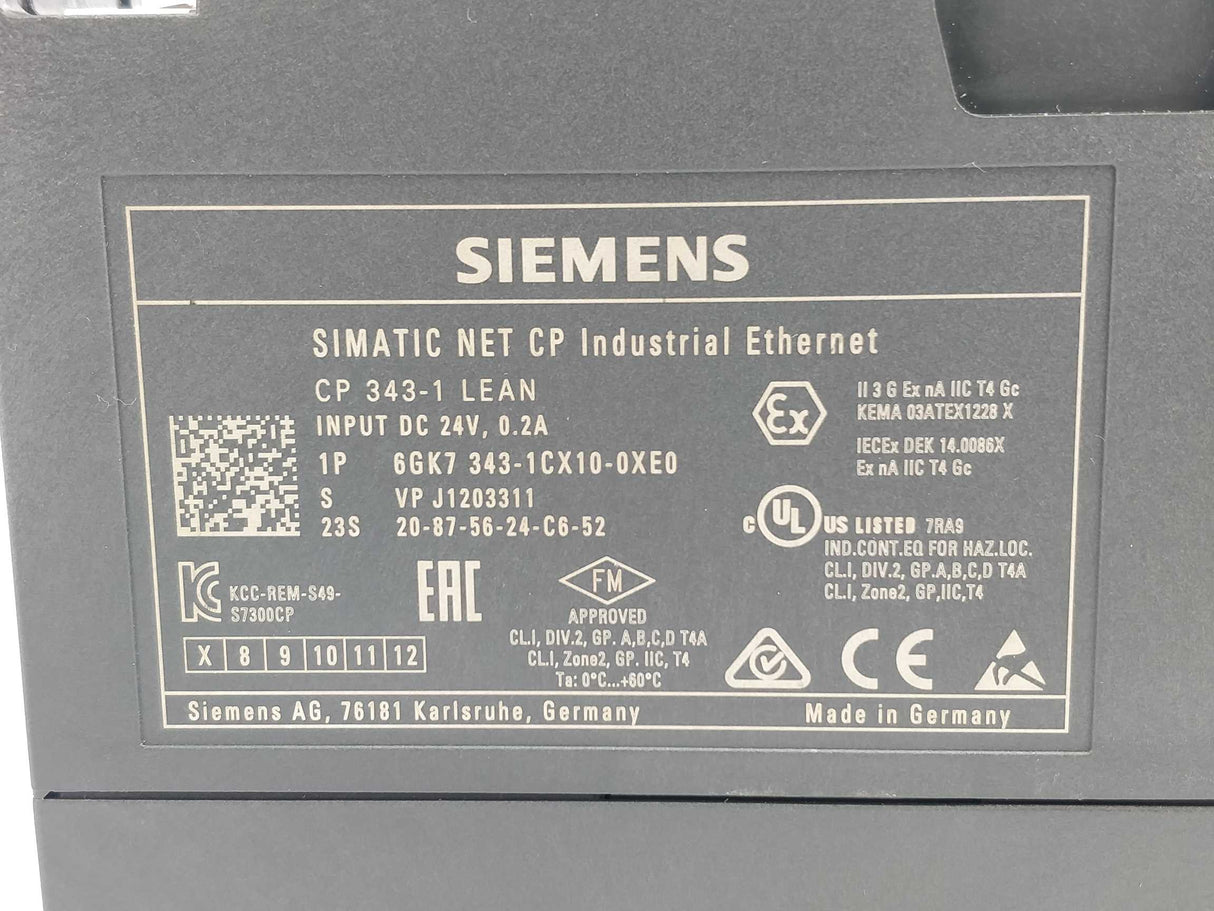 SIEMENS
SIMATIC NET CP Industrial Ethernet
CP 343-1 LEAN
INPUT DC 24V, 0.2A
1P 6GK7 343-1CX10-0XE0
S VP J1203311
23S 20-87-56-24-C6-52
Ex
II 3 G Ex nA IIC T4 Gc
KEMA 03ATEX1228 X
IECEx DEK 14.0086X
Ex nA IIC T4 Gc
c UL US LISTED 7RA9
IND.CONT.EQ FOR HAZ.LOC.
CL.I, DIV.2, GP.A,B,C,D T4A
CL.I, Zone2, GP,IIC,T4
KCC-REM-S49-
S7300CP
EAC
FM
APPROVED
CL.I, DIV.2, GP. A,B,C,D T4A
CL.I, Zone2, GP. IIC, T4
Ta: 0°C...+60°C
X 8 9 10 11 12
CE
Siemens AG, 76181 Karlsruhe, Germany
Made in Germany